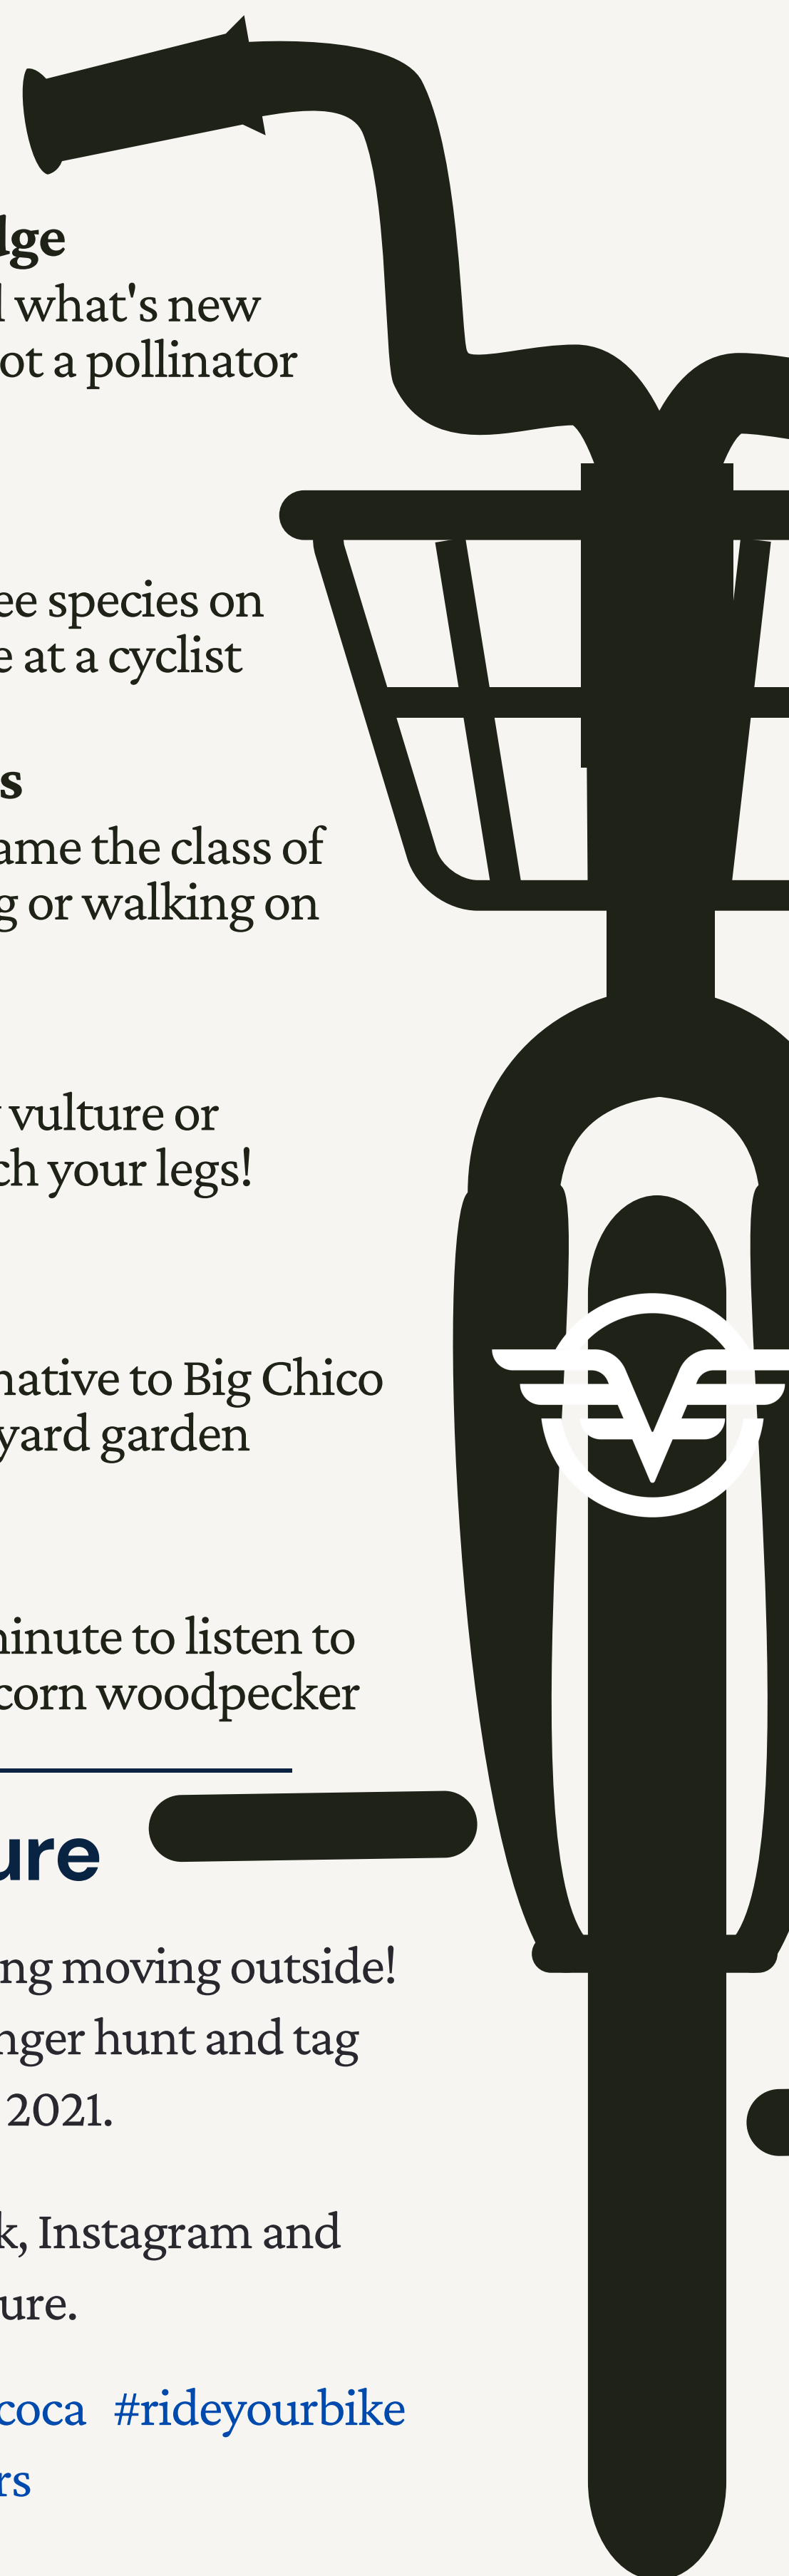 dge
l what's new
ot a pollinator
ee species on
e at a cyclist
s
ame the class of
g or walking on
vulture or
ch your legs!
native to Big Chico
yard garden
inute to listen to
corn woodpecker
ure
ng moving outside!
nger hunt and tag
2021.
k, Instagram and
ure.
coca #rideyourbike
rs